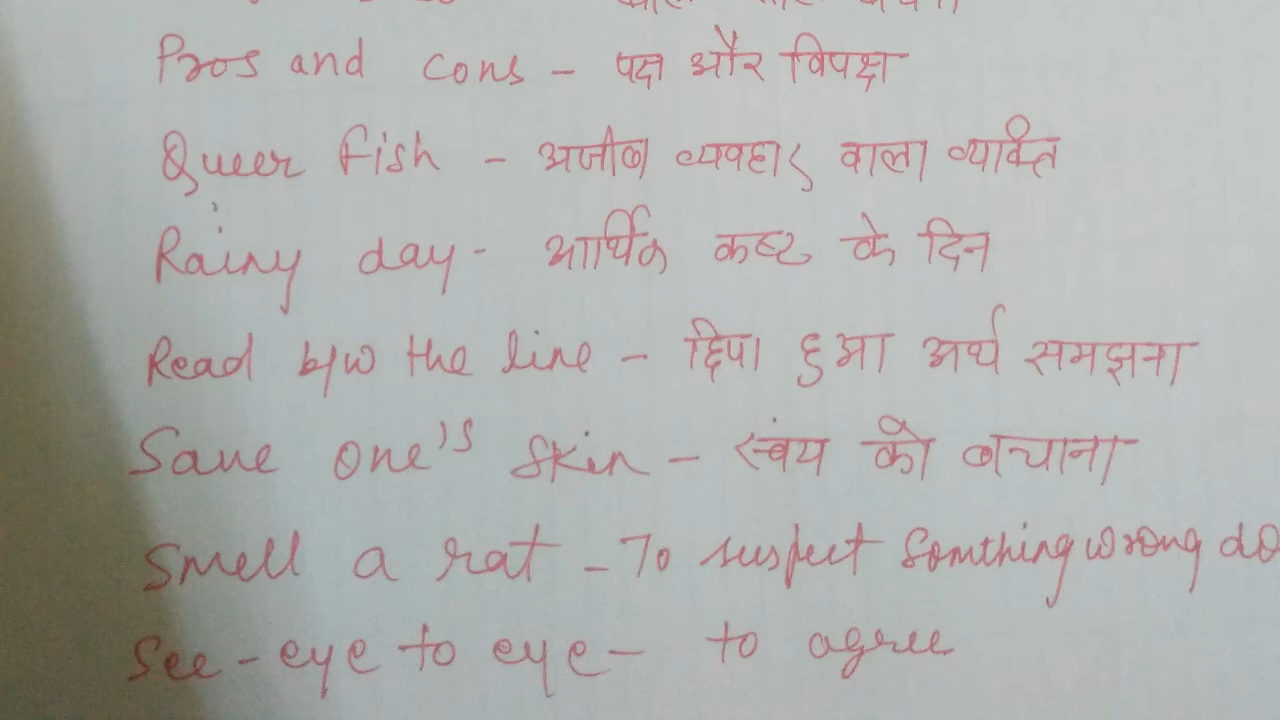 Pros and cons - पक्ष और विपक्ष
Queer fish - अजीब व्यवहार वाला व्यक्ति
Rainy day - आर्थिक कष्ट के दिन
Read b/w the line - छिपा हुआ अर्थ समझना
Save one's skin - स्वंय को बचाना
Smell a rat - To suspect Somthing wrong do
See - eye to eye - to agree